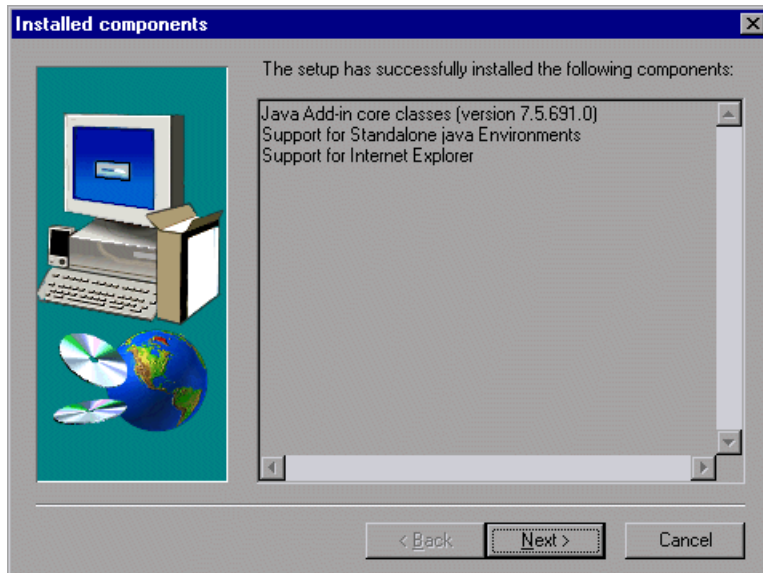 Installed components
The setup has successfully installed the following components:
Java Add-in core classes (version 7.5.691.0)
Support for Standalone java Environments
Support for Internet Explorer
< Back
Next >
Cancel